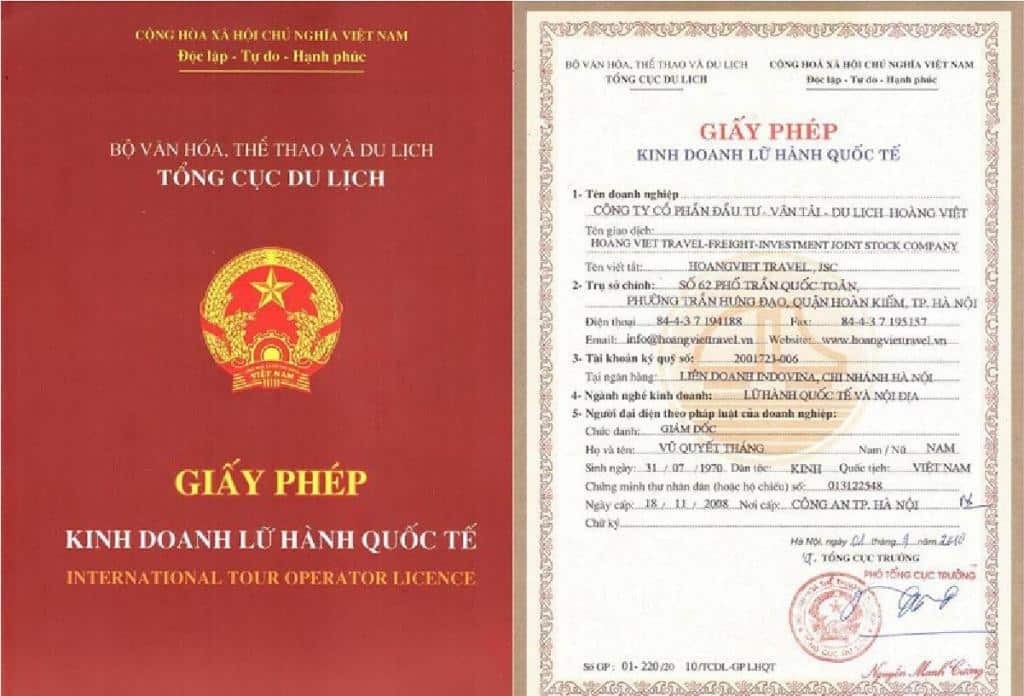 CỘNG HÒA XÃ HỘI CHỦ NGHĨA VIỆT NAM
Độc lập - Tự do - Hạnh phúc
BỘ VĂN HÓA, THỂ THAO VÀ DU LỊCH
TỔNG CỤC DU LỊCH
VIỆT NAM
GIẤY PHÉP
KINH DOANH LỮ HÀNH QUỐC TẾ
INTERNATIONAL TOUR OPERATOR LICENCE
BỘ VĂN HÓA, THỂ THAO VÀ DU LỊCH
TỔNG CỤC DU LỊCH
CỘNG HOÀ XÃ HỘI CHỦ NGHĨA VIỆT NAM
Độc lập - Tự do - Hạnh phúc
GIẤY PHÉP
KINH DOANH LỮ HÀNH QUỐC TẾ
1- Tên doanh nghiệp
CÔNG TY CỔ PHẦN ĐẦU TƯ - VẬN TẢI - DU LỊCH HOÀNG VIỆT
Tên giao dịch:
HOANG VIET TRAVEL-FREIGHT-INVESTMENT JOINT STOCK COMPANY
Tên viết tắt: HOANGVIET TRAVEL., JSC
2- Trụ sở chính: SỐ 62 PHỐ TRẦN QUỐC TOẢN,
PHƯỜNG TRẦN HƯNG ĐẠO, QUẬN HOÀN KIẾM, TP. HÀ NỘI
Điện thoại 84-4-3 7 194188 Fax: 84-4-3 7 195157
Email: info@hoangviettravel.vn Website: www.hoangviettravel.vn
3- Tài khoản ký quỹ số: 2001723-006
Tại ngân hàng: LIÊN DOANH INDOVINA, CHI NHÁNH HÀ NỘI
4- Ngành nghề kinh doanh: LỮ HÀNH QUỐC TẾ VÀ NỘI ĐỊA
5- Người đại diện theo pháp luật của doanh nghiệp:
Chức danh: GIÁM ĐỐC
Họ và tên: VŨ QUYẾT THẮNG Nam / Nữ NAM
Sinh ngày: 31 / 07 / 1970 Dân tộc: KINH Quốc tịch: VIỆT NAM
Chứng minh thư nhân dân (hoặc hộ chiếu) số: 013122548
Ngày cấp: 18 / 11 / 2008 Nơi cấp: CÔNG AN TP. HÀ NỘI
Chữ ký
Hà Nội, ngày 01 tháng 9 năm 2010
TỔNG CỤC TRƯỞNG
PHÓ TỔNG CỤC TRƯỞNG
Số GP : 01- 220/20 10/TCDL-GP LHQT
Nguyễn Mạnh Cường